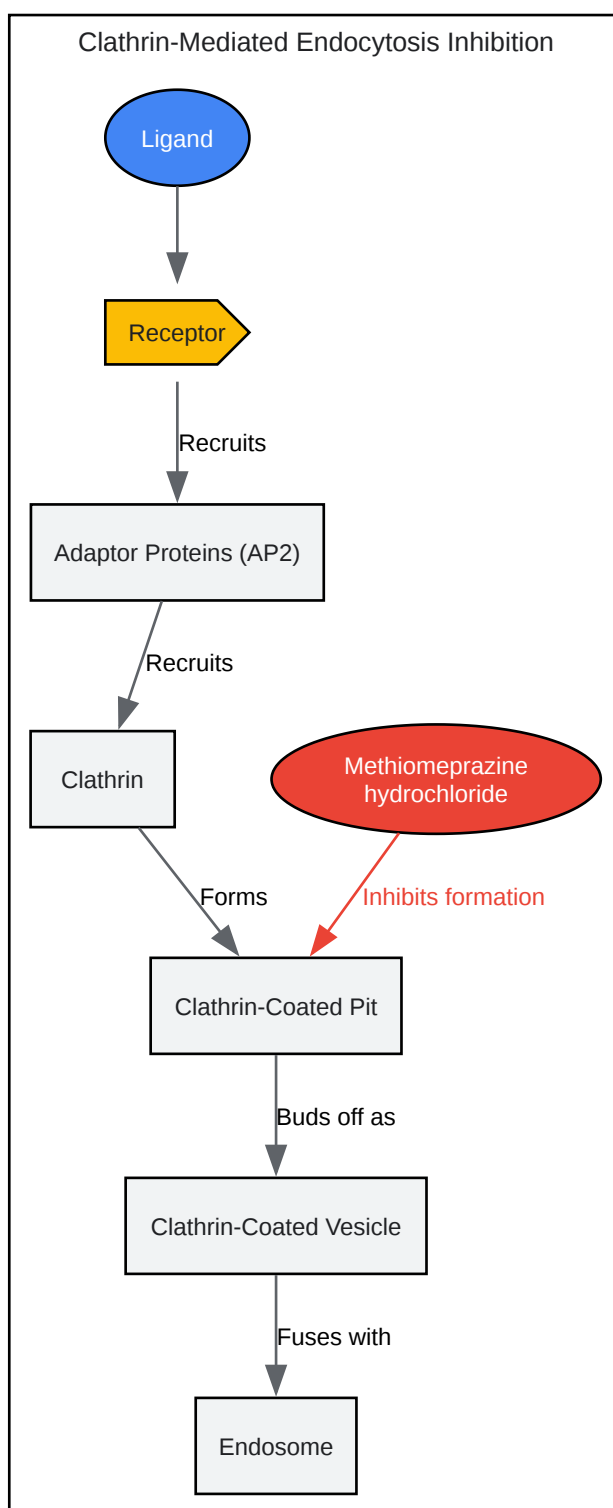 Clathrin-Mediated Endocytosis Inhibition
Ligand
Receptor
Recruits
Adaptor Proteins (AP2)
Recruits
Clathrin
Methiomeprazine
hydrochloride
Forms
Inhibits formation
Clathrin-Coated Pit
Buds off as
Clathrin-Coated Vesicle
Fuses with
Endosome